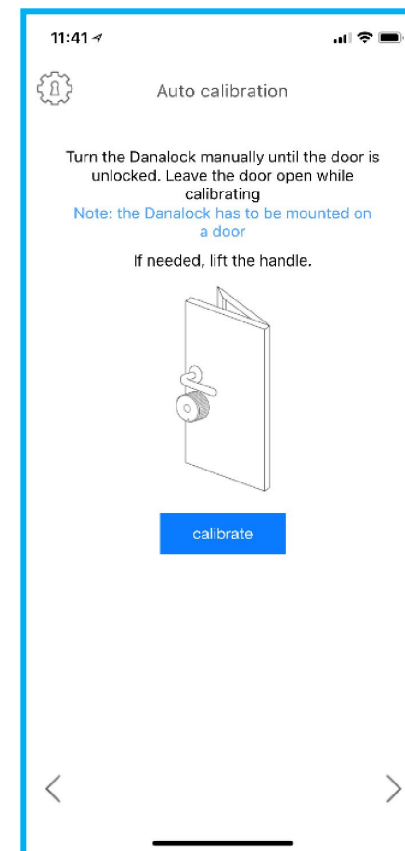 11:41
Auto calibration
Turn the Danalock manually until the door is
unlocked. Leave the door open while
calibrating
Note: the Danalock has to be mounted on
a door
If needed, lift the handle.
calibrate